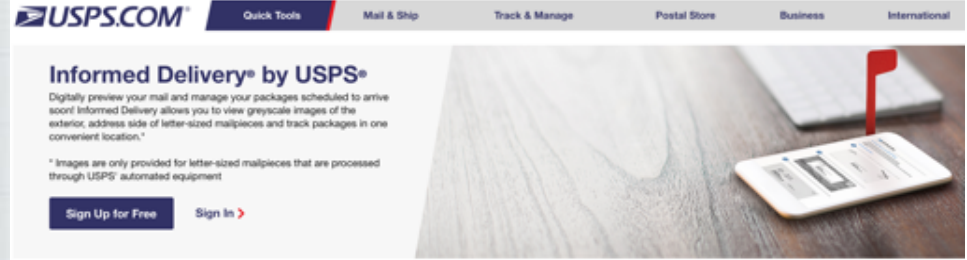 USPS.COM® Quick Tools Mail & Ship Track & Manage Postal Store Business International
Informed Delivery® by USPS®
Digitally preview your mail and manage your packages scheduled to arrive
soon! Informed Delivery allows you to view greyscale images of the
exterior, address side of letter-sized mailpieces and track packages in one
convenient location.*
* Images are only provided for letter-sized mailpieces that are processed
through USPS' automated equipment
Sign Up for Free Sign In >